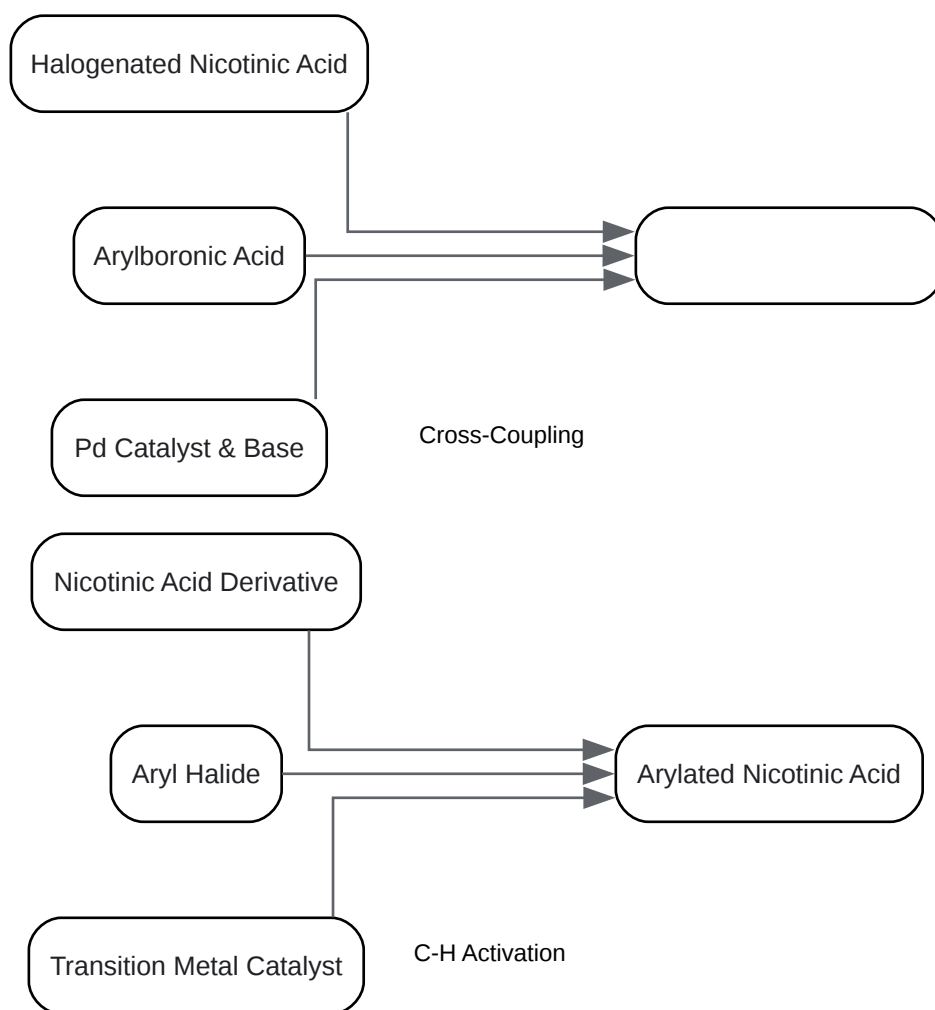 Halogenated Nicotinic Acid
Arylboronic Acid
Pd Catalyst & Base
Cross-Coupling
Nicotinic Acid Derivative
Aryl Halide
Arylated Nicotinic Acid
Transition Metal Catalyst
C-H Activation